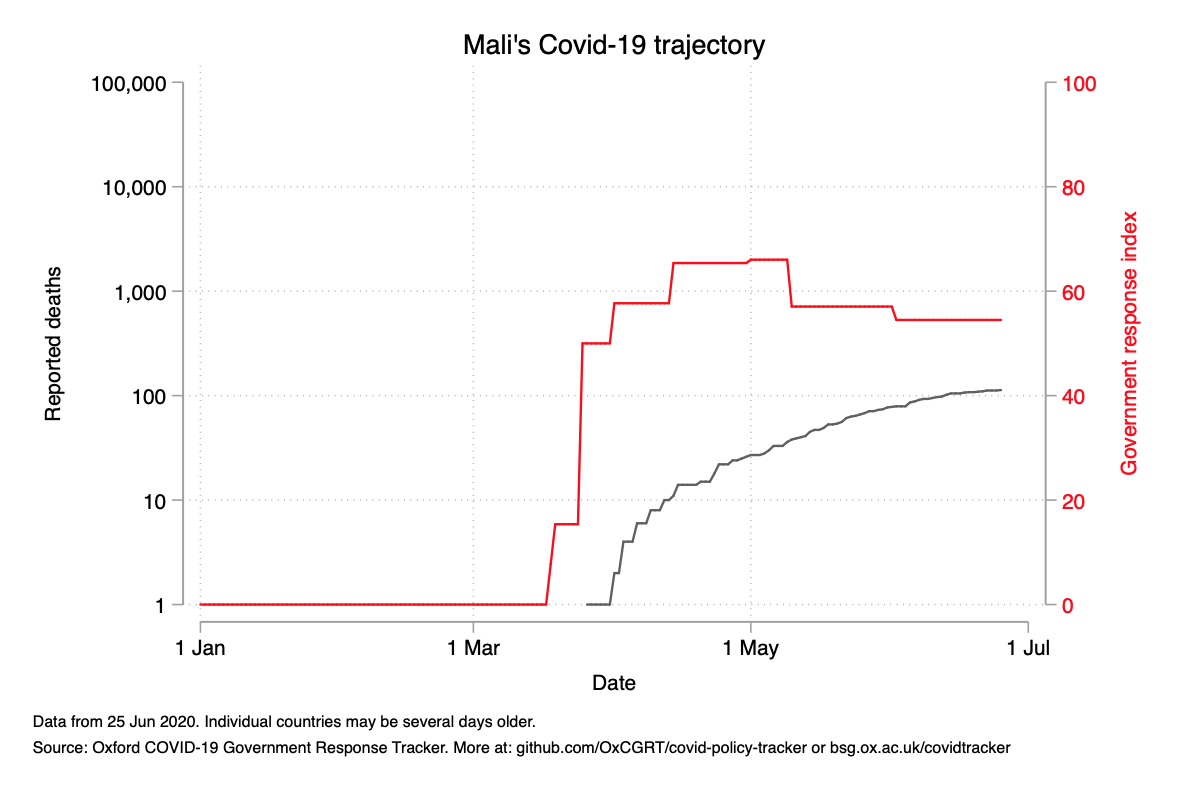 Mali's Covid-19 trajectory
100,000
10,000
1,000
100
10
1
Reported deaths
100
80
60
40
20
0
Government response index
1 Jan
1 Mar
1 May
1 Jul
Date
Data from 25 Jun 2020. Individual countries may be several days older.
Source: Oxford COVID-19 Government Response Tracker. More at: github.com/OxCGRT/covid-policy-tracker or bsg.ox.ac.uk/covidtracker